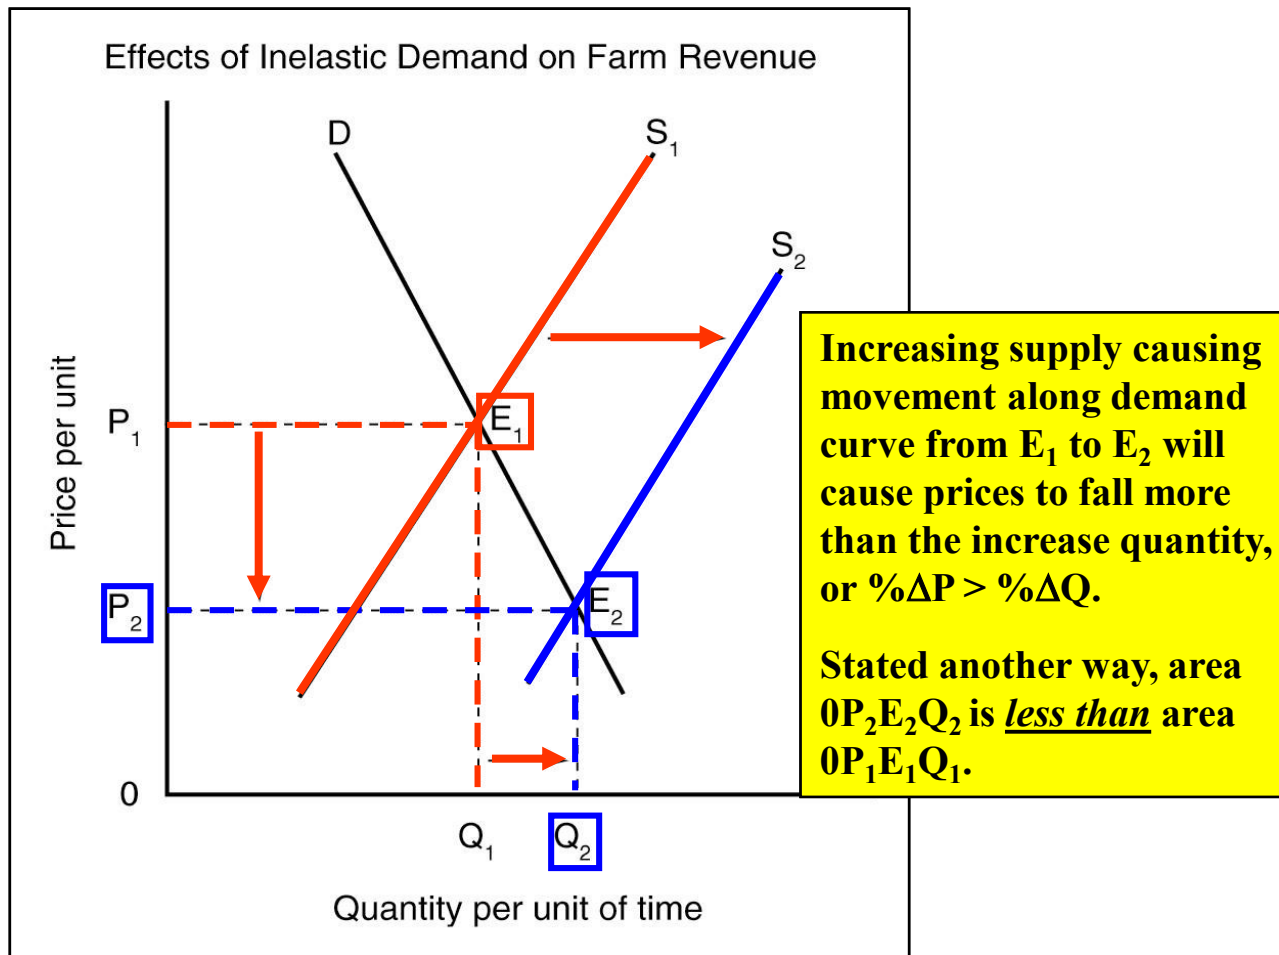 Effects of Inelastic Demand on Farm Revenue
D
S₁
S₂
Price per unit
P₁
E₁
P₂
E₂
0
Q₁
Q₂
Quantity per unit of time
Increasing supply causing
movement along demand
curve from E₁ to E₂ will
cause prices to fall more
than the increase quantity,
or %ΔP > %ΔQ.
Stated another way, area
0P₂E₂Q₂ is less than area
0P₁E₁Q₁.